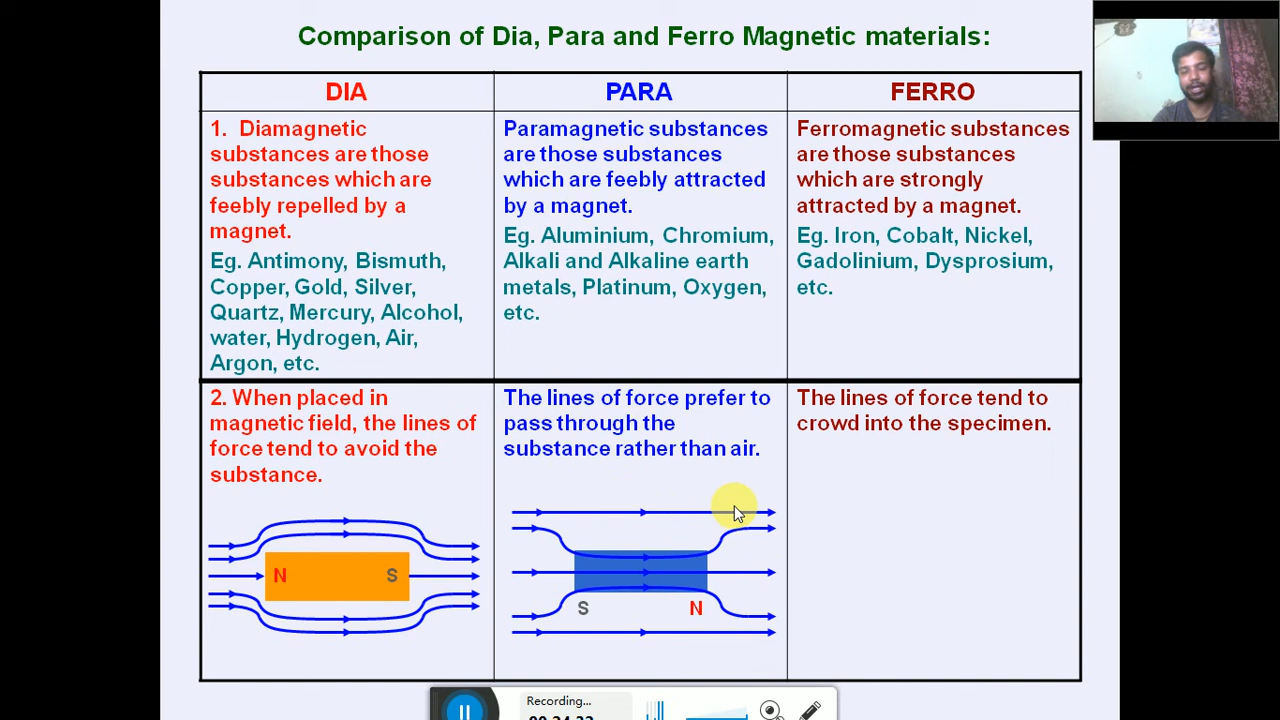 Comparison of Dia, Para and Ferro Magnetic materials:
DIA
PARA
FERRO
1. Diamagnetic
substances are those
substances which are
feebly repelled by a
magnet.
Eg. Antimony, Bismuth,
Copper, Gold, Silver,
Quartz, Mercury, Alcohol,
water, Hydrogen, Air,
Argon, etc.
Paramagnetic substances
are those substances
which are feebly attracted
by a magnet.
Eg. Aluminium, Chromium,
Alkali and Alkaline earth
metals, Platinum, Oxygen,
etc.
Ferromagnetic substances
are those substances
which are strongly
attracted by a magnet.
Eg. Iron, Cobalt, Nickel,
Gadolinium, Dysprosium,
etc.
2. When placed in
magnetic field, the lines of
force tend to avoid the
substance.
N S
The lines of force prefer to
pass through the
substance rather than air.
S N
The lines of force tend to
crowd into the specimen.
Recording...